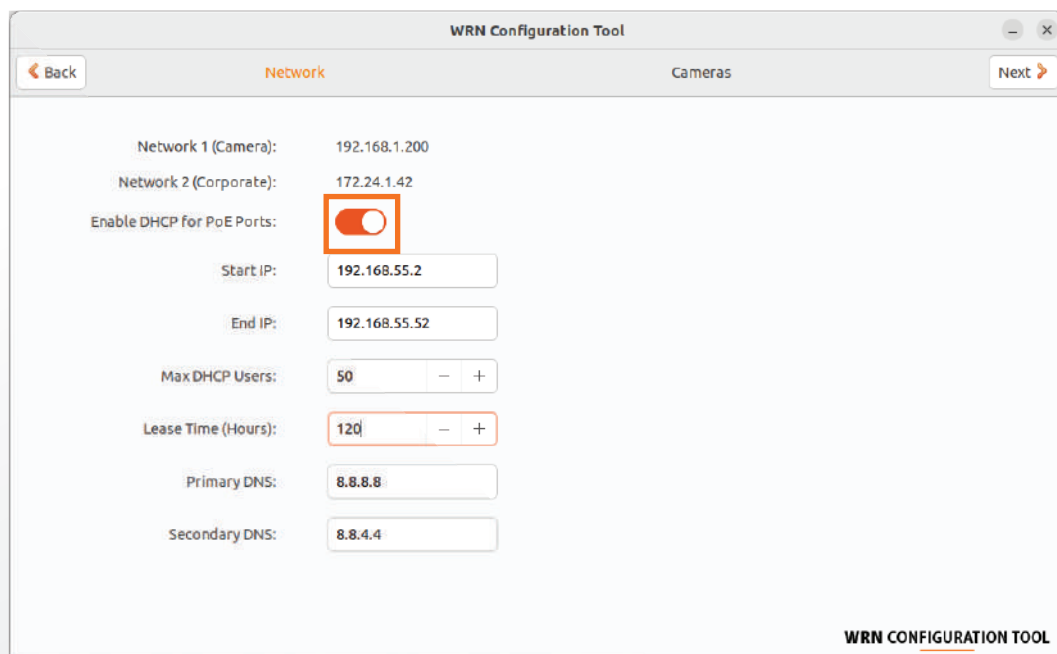 WRN Configuration Tool
Back Network Cameras Next
Network 1 (Camera): 192.168.1.200
Network 2 (Corporate): 172.24.1.42
Enable DHCP for PoE Ports:
Start IP: 192.168.55.2
End IP: 192.168.55.52
Max DHCP Users: 50 − +
Lease Time (Hours): 120 − +
Primary DNS: 8.8.8.8
Secondary DNS: 8.8.4.4
WRN CONFIGURATION TOOL